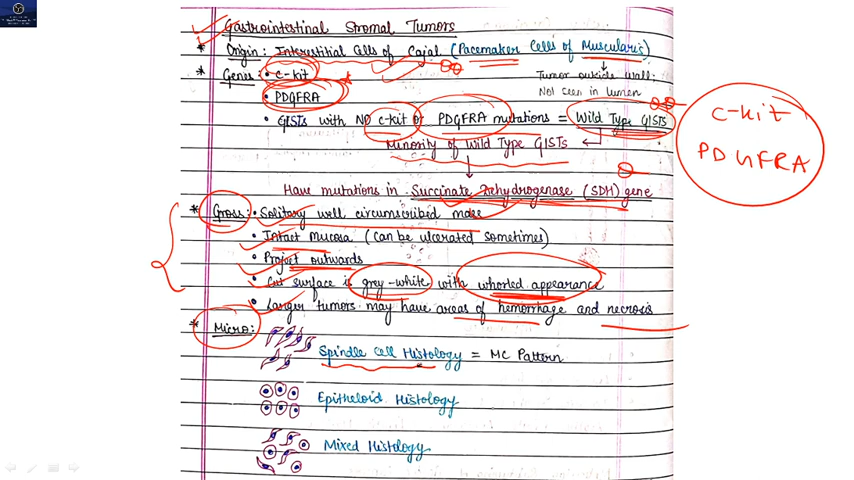 Gastrointestinal Stromal Tumors
* Origin: Interstitial Cells of Cajal (Pacemaker Cells of Muscularis)
Tumor outside wall:
Not seen in lumen
* Genes: • C-kit
• PDGFRA
• GISTs with NO c-kit or PDGFRA mutations = Wild Type GISTs
Minority of Wild Type GISTs
Have mutations in Succinate Dehydrogenase (SDH) gene
c-kit
PDGFRA
* Gross: • Solitary well circumscribed mass
• Intact mucosa (can be ulcerated sometimes)
• Project outwards
• Cut surface is grey-white with whorled appearance
• Larger tumors may have areas of hemorrhage and necrosis
* Micro:
Spindle Cell Histology = MC Pattern
Epitheloid Histology
Mixed Histology